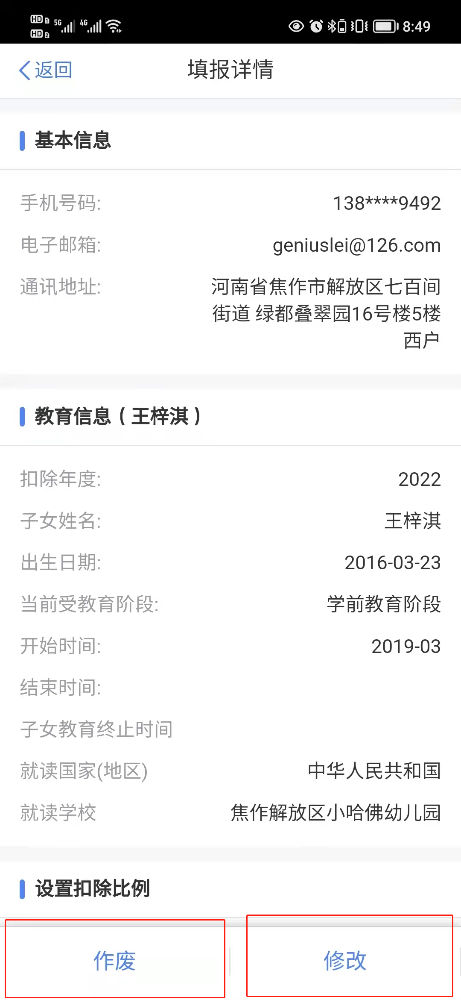 HD 1 5G 4G 8:49
HD 2
返回 填报详情
基本信息
手机号码: 138****9492
电子邮箱: geniuslei@126.com
通讯地址: 河南省焦作市解放区七百间
街道 绿都叠翠园16号楼5楼
西户
教育信息（王梓淇）
扣除年度: 2022
子女姓名: 王梓淇
出生日期: 2016-03-23
当前受教育阶段: 学前教育阶段
开始时间: 2019-03
结束时间:
子女教育终止时间
就读国家(地区) 中华人民共和国
就读学校 焦作解放区小哈佛幼儿园
设置扣除比例
作废 修改